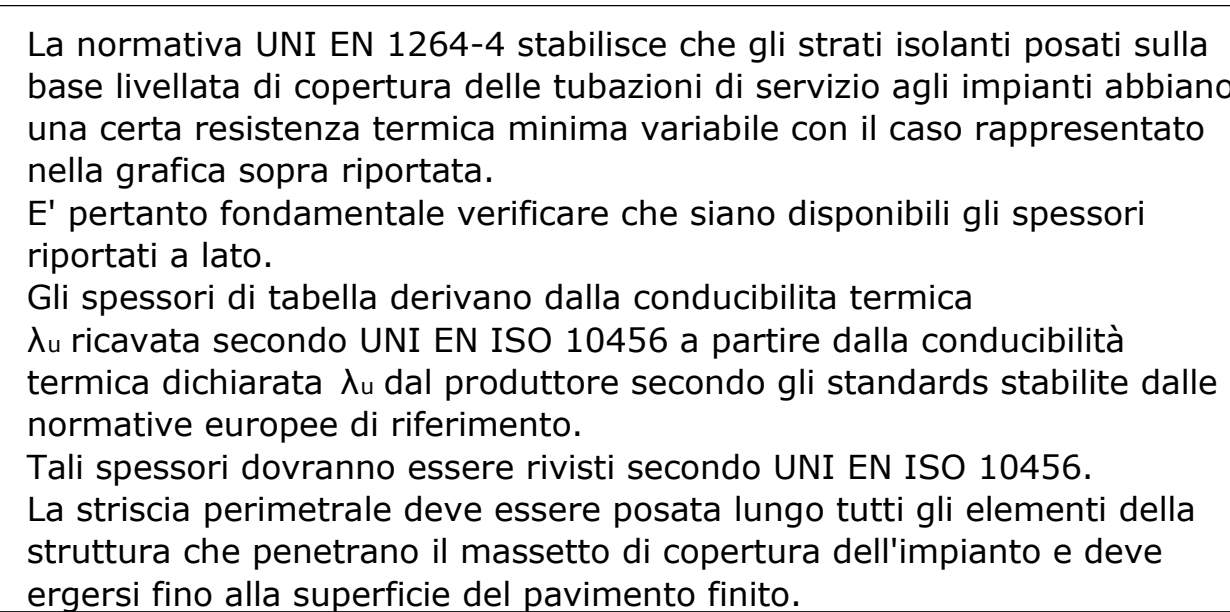 La normativa UNI EN 1264-4 stabilisce che gli strati isolanti posati sulla
base livellata di copertura delle tubazioni di servizio agli impianti abbiano
una certa resistenza termica minima variabile con il caso rappresentato
nella grafica sopra riportata.
E' pertanto fondamentale verificare che siano disponibili gli spessori
riportati a lato.
Gli spessori di tabella derivano dalla conducibilita termica
λu ricavata secondo UNI EN ISO 10456 a partire dalla conducibilità
termica dichiarata λu dal produttore secondo gli standards stabilite dalle
normative europee di riferimento.
Tali spessori dovranno essere rivisti secondo UNI EN ISO 10456.
La striscia perimetrale deve essere posata lungo tutti gli elementi della
struttura che penetrano il massetto di copertura dell'impianto e deve
ergersi fino alla superficie del pavimento finito.